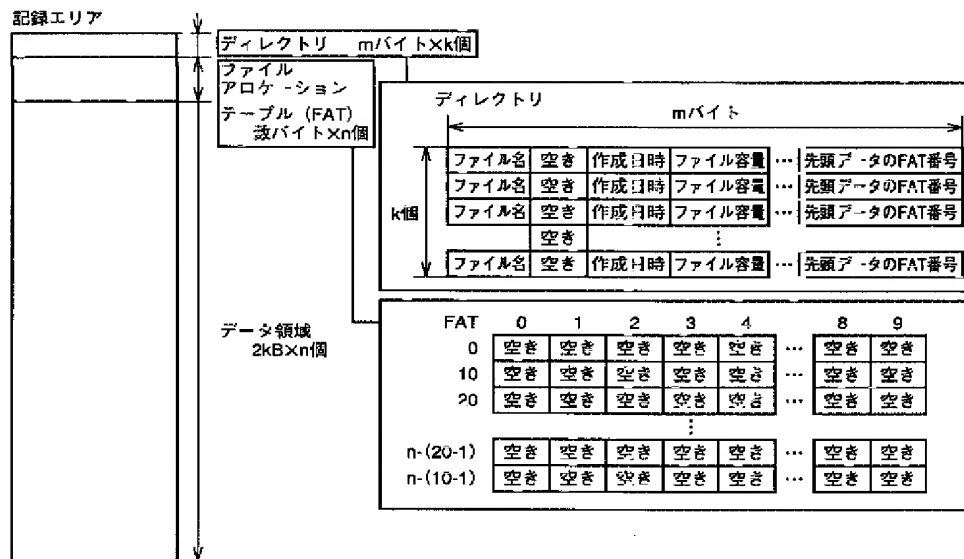 記録エリア
ディレクトリ mバイト×k個
ファイル
アロケーション
テーブル (FAT)
数バイト×n個
ディレクトリ
mバイト
k個
ファイル名 空き 作成日時 ファイル容量 … 先頭データのFAT番号
ファイル名 空き 作成日時 ファイル容量 … 先頭データのFAT番号
ファイル名 空き 作成日時 ファイル容量 … 先頭データのFAT番号
空き ⋮
ファイル名 空き 作成日時 ファイル容量 … 先頭データのFAT番号
データ領域
2kB×n個
FAT 0 1 2 3 4 8 9
0 空き 空き 空き 空き 空き … 空き 空き
10 空き 空き 空き 空き 空き … 空き 空き
20 空き 空き 空き 空き 空き … 空き 空き
⋮
n-(20-1) 空き 空き 空き 空き 空き … 空き 空き
n-(10-1) 空き 空き 空き 空き 空き … 空き 空き